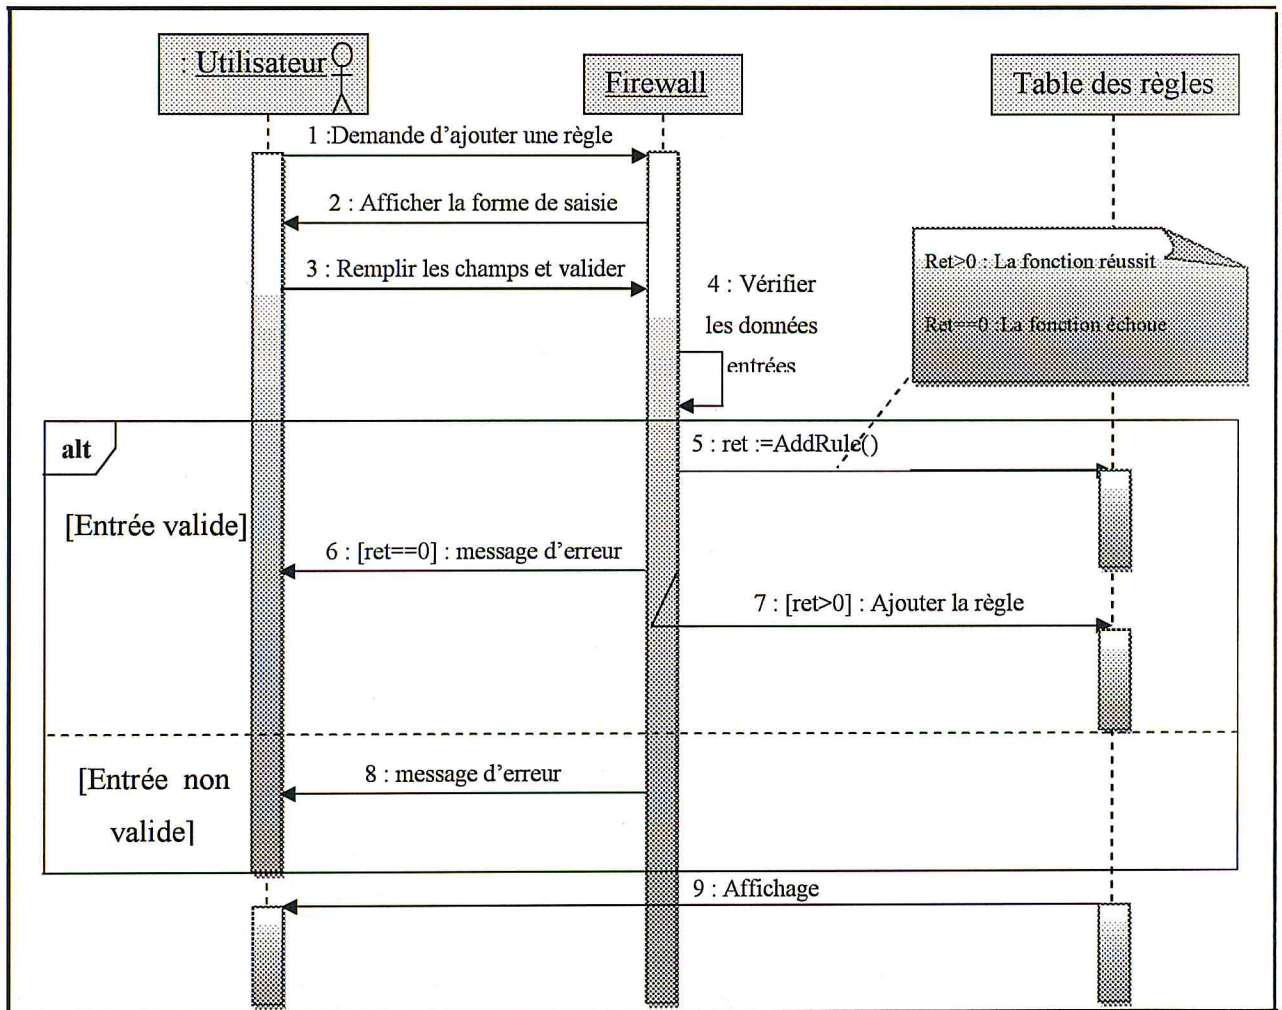 : Utilisateur
Firewall
Table des règles
1 :Demande d'ajouter une règle
2 : Afficher la forme de saisie
3 : Remplir les champs et valider
4 : Vérifier
les données
entrées
Ret>0 : La fonction réussit
Ret==0 :La fonction échoue
alt
5 : ret :=AddRule()
[Entrée valide]
6 : [ret==0] : message d'erreur
7 : [ret>0] : Ajouter la règle
[Entrée non
valide]
8 : message d'erreur
9 : Affichage